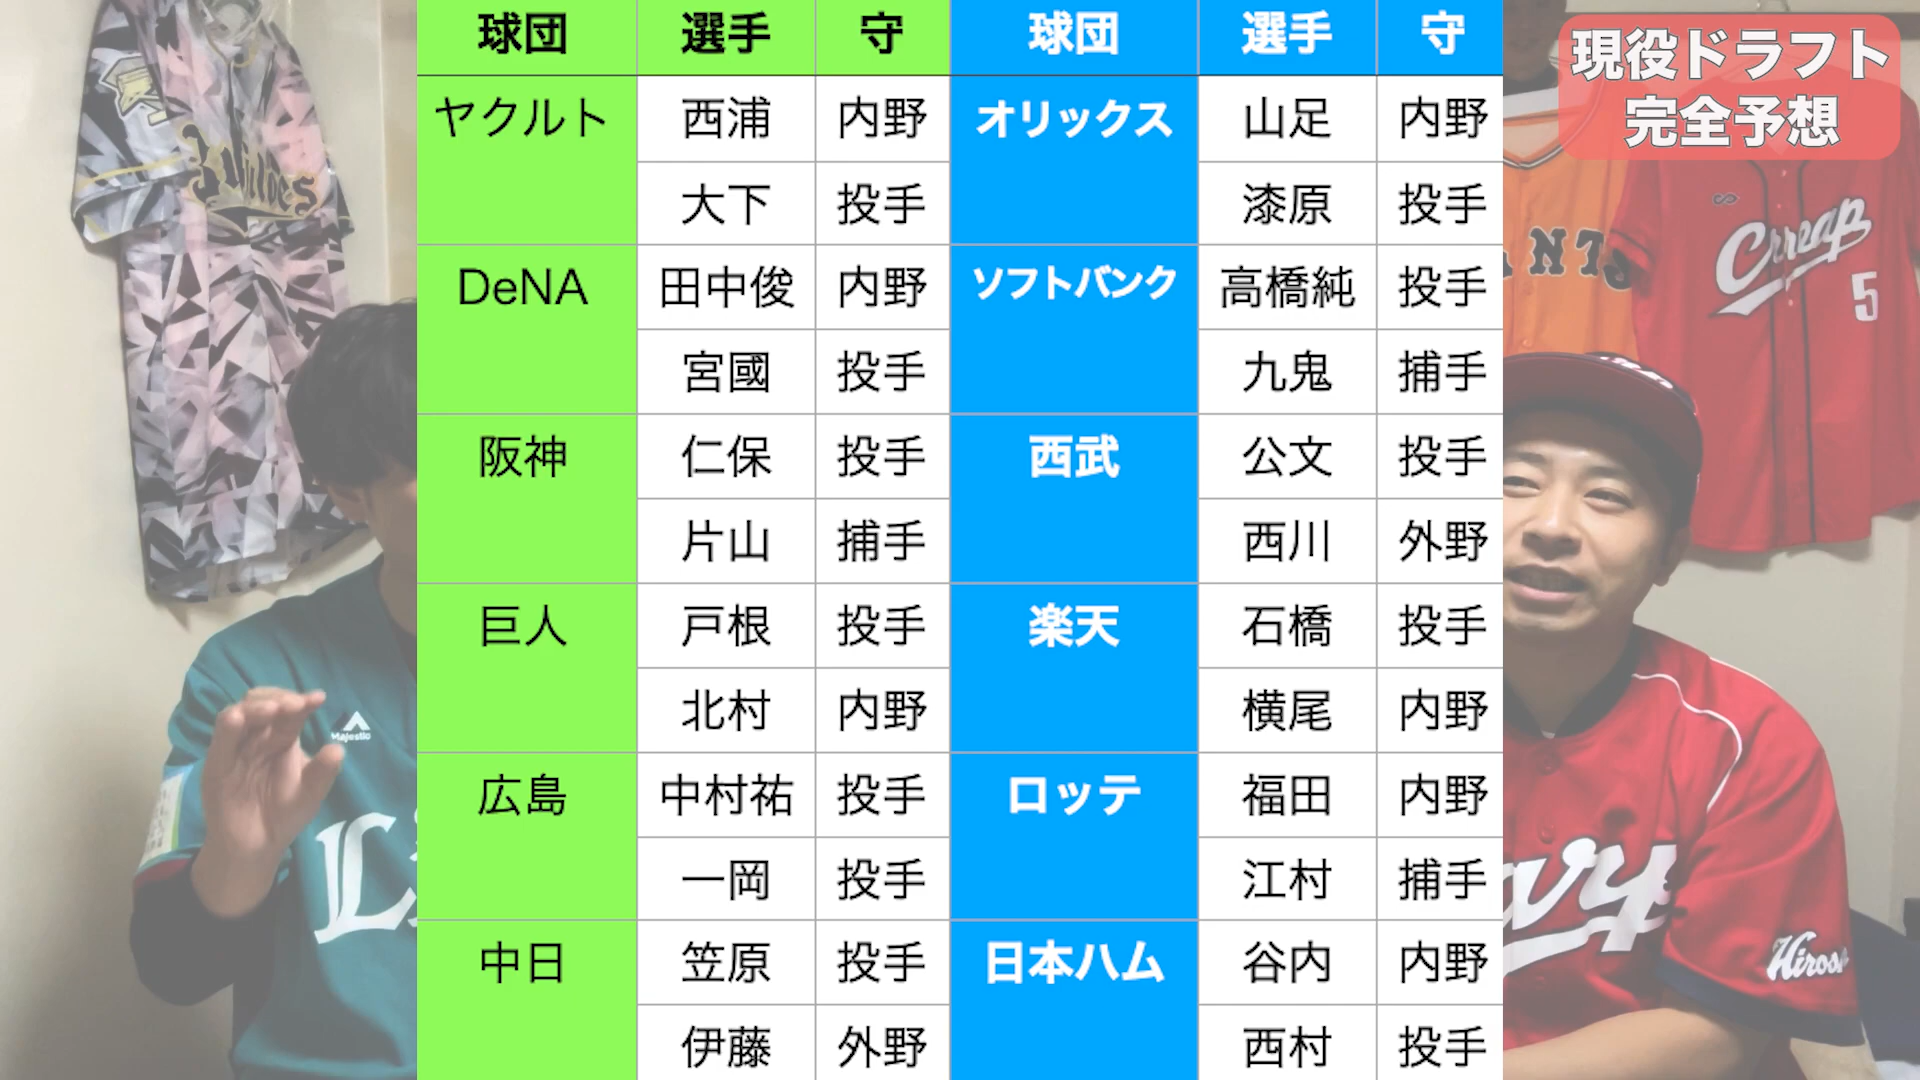 球団 選手 守 球団 選手 守
ヤクルト 西浦 内野 オリックス 山足 内野
大下 投手 漆原 投手
DeNA 田中俊 内野 ソフトバンク 高橋純 投手
宮國 投手 九鬼 捕手
阪神 仁保 投手 西武 公文 投手
片山 捕手 西川 外野
巨人 戸根 投手 楽天 石橋 投手
北村 内野 横尾 内野
広島 中村祐 投手 ロッテ 福田 内野
一岡 投手 江村 捕手
中日 笠原 投手 日本ハム 谷内 内野
伊藤 外野 西村 投手
現役ドラフト
完全予想
Majestic
5